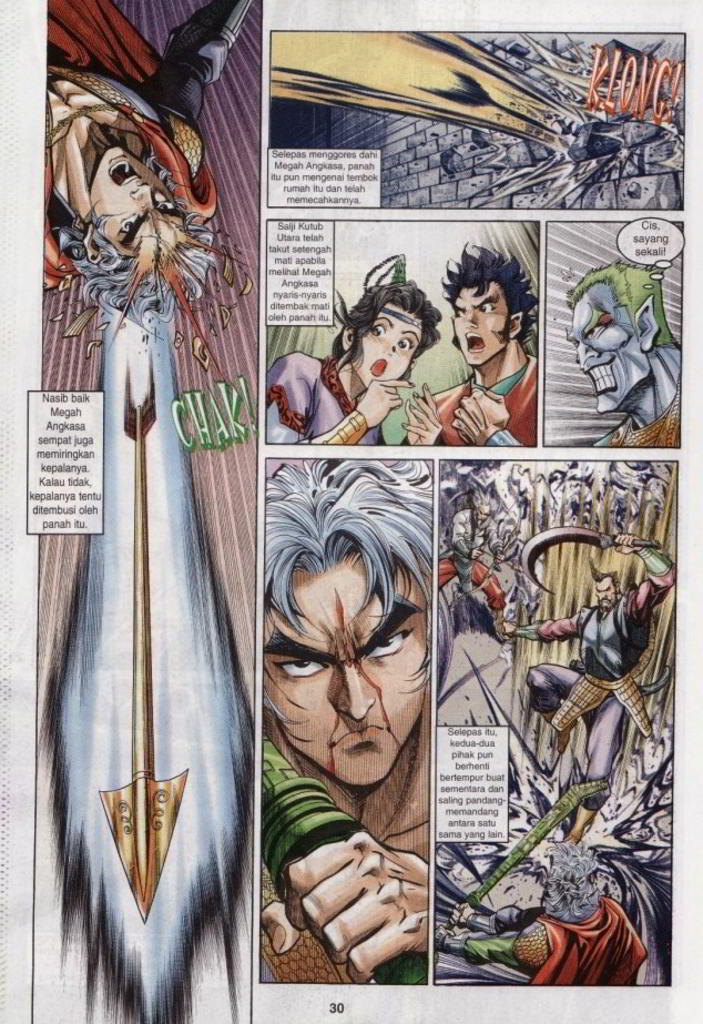 Nasib baik
Megah
Angkasa
sempat juga
memiringkan
kepalanya.
Kalau tidak,
kepalanya tentu
ditembusi oleh
panah itu.
CHAK!
KLONG!
Selepas menggores dahi
Megah Angkasa, panah
itu pun mengenai tembok
rumah itu dan telah
memecahkannya.
Salji Kutub
Utara telah
takut setengah
mati apabila
melihat Megah
Angkasa
nyaris-nyaris
ditembak mati
oleh panah itu.
Cis,
sayang
sekali!
Selepas itu,
kedua-dua
pihak pun
berhenti
bertempur buat
sementara dan
saling pandang-
memandang
antara satu
sama yang lain.
30